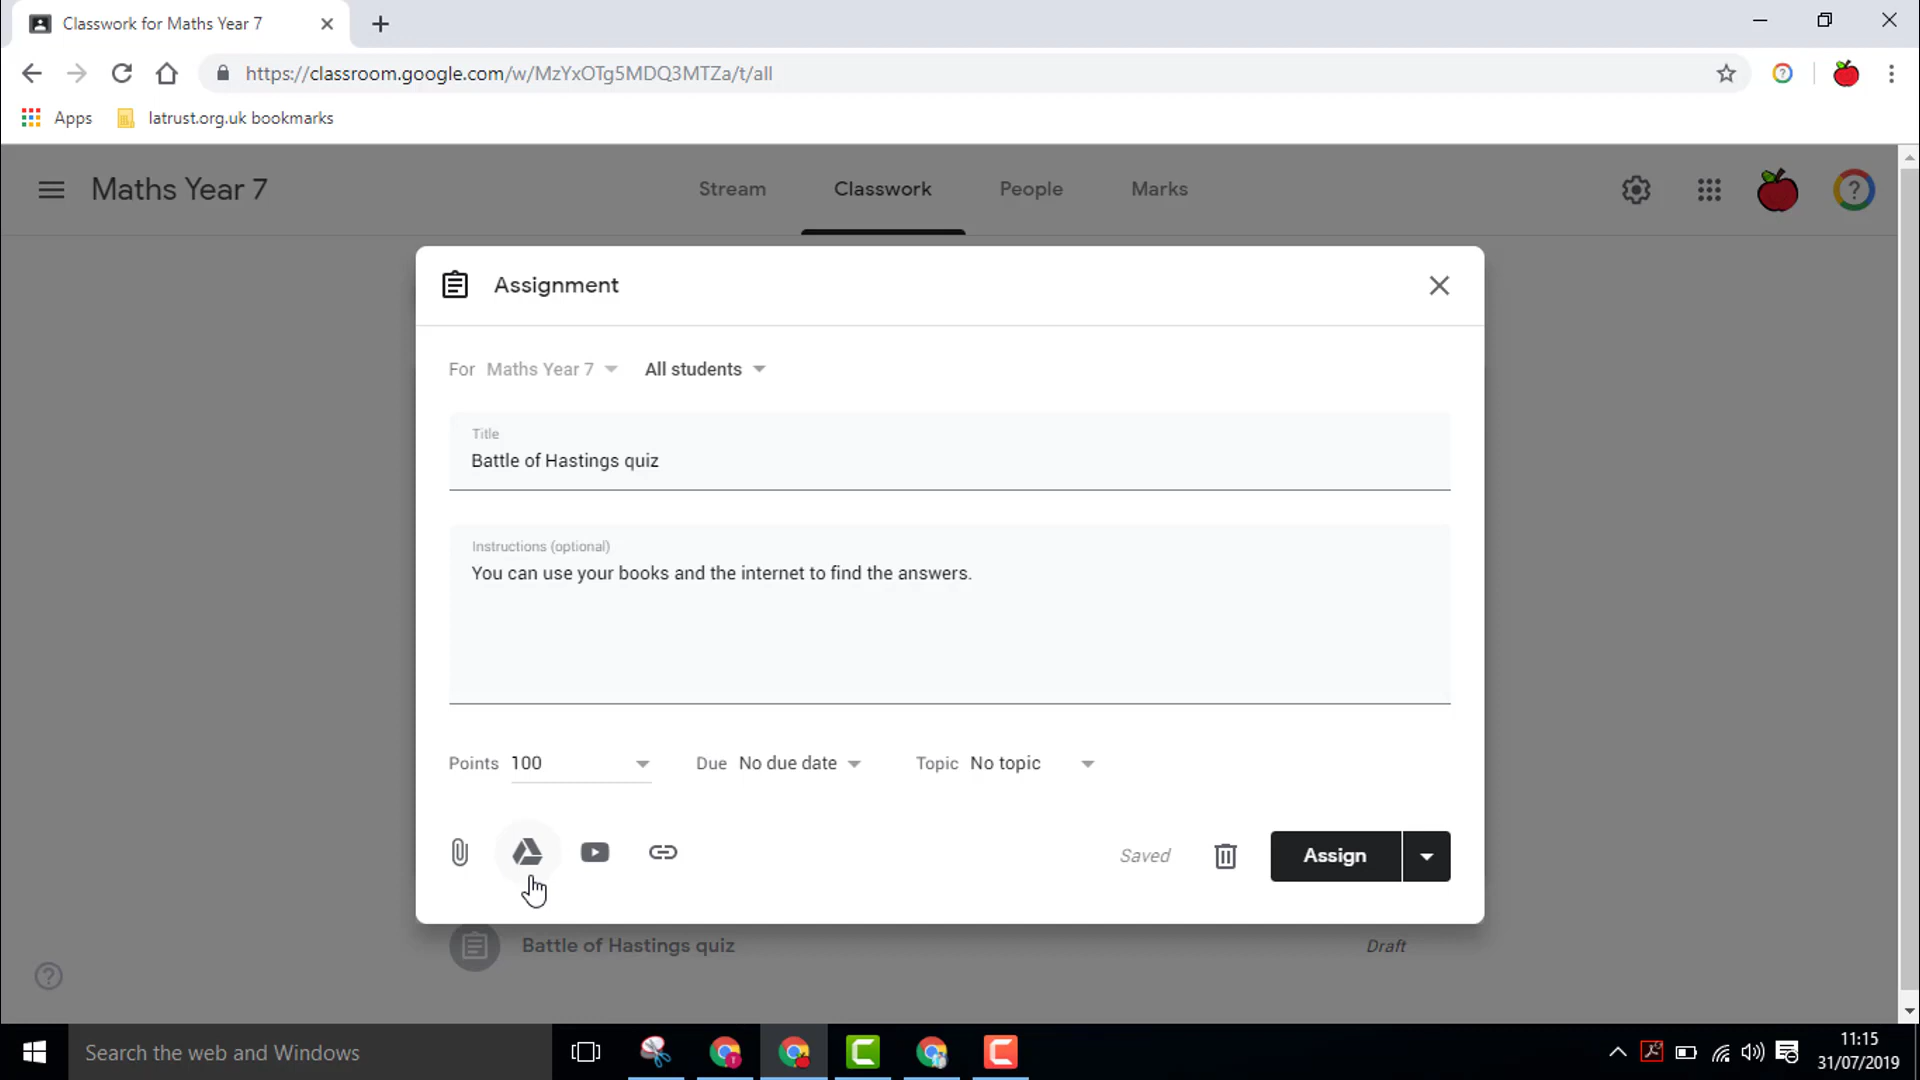 Classwork for Maths Year 7
https://classroom.google.com/w/MzYxOTg5MDQ3MTZa/t/all
Apps
latrust.org.uk bookmarks
Maths Year 7
Stream
Classwork
People
Marks
Assignment
For Maths Year 7
All students
Title
Battle of Hastings quiz
Instructions (optional)
You can use your books and the internet to find the answers.
Points 100
Due No due date
Topic No topic
Saved
Assign
Battle of Hastings quiz
Draft
Search the web and Windows
11:15
31/07/2019